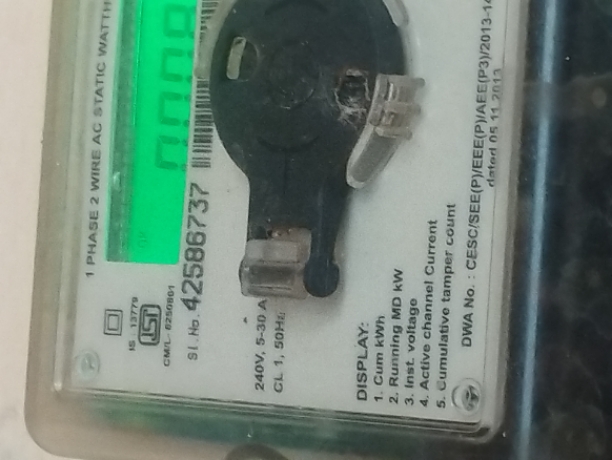 1 PHASE 2 WIRE AC STATIC WATTH
IS 13779
CM/L- 6250861
Sl.No. 42586737
240V, 5-30 A
CL 1, 50Hz
DISPLAY:
1. Cum kWh
2. Running MD kW
3. Inst. voltage
4. Active channel Current
5. Cumulative tamper count
DWA No. : CESC/SEE(P)/EEE(P)/AEE(P3)/2013-14
dated 05 11 2013